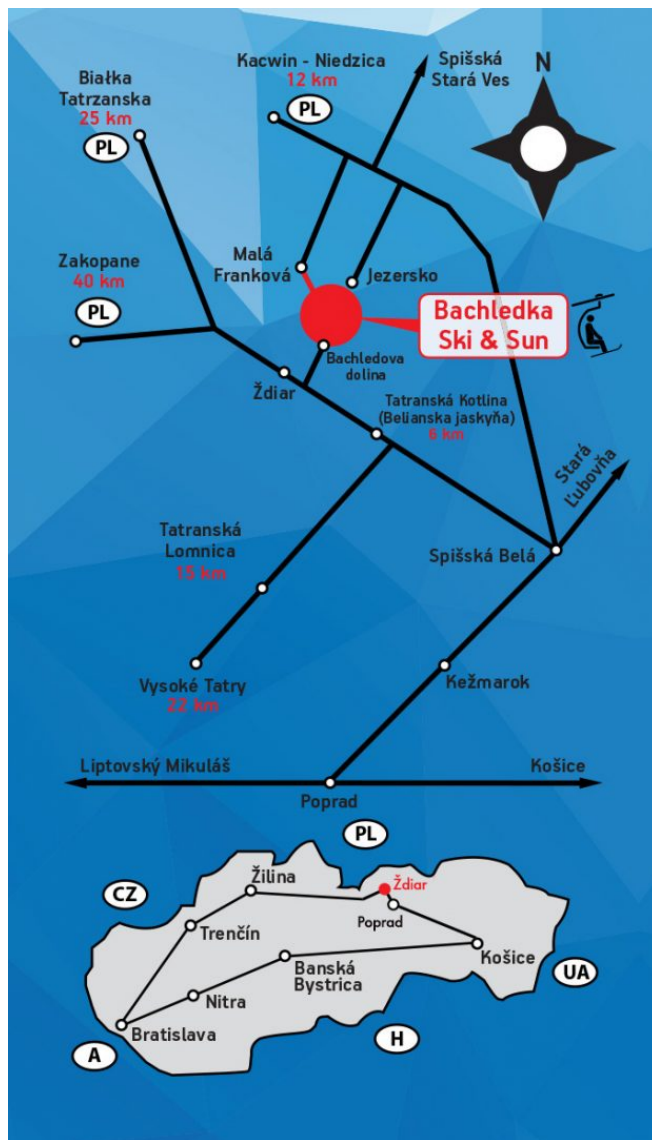 Kacwin - Niedzica
12 km
PL
Spišská
Stará Ves
N
Białka
Tatrzanska
25 km
PL
Zakopane
40 km
PL
Malá
Franková
Jezersko
Bachledka
Ski & Sun
Bachledova
dolina
Ždiar
Tatranská Kotlina
(Belianska jaskyňa)
6 km
Stará
Ľubovňa
Tatranská
Lomnica
15 km
Spišská Belá
Vysoké Tatry
22 km
Kežmarok
Liptovský Mikuláš
Košice
Poprad
PL
CZ
Žilina
Ždiar
Poprad
Trenčín
Košice
Banská
Bystrica
UA
Nitra
Bratislava
A
H